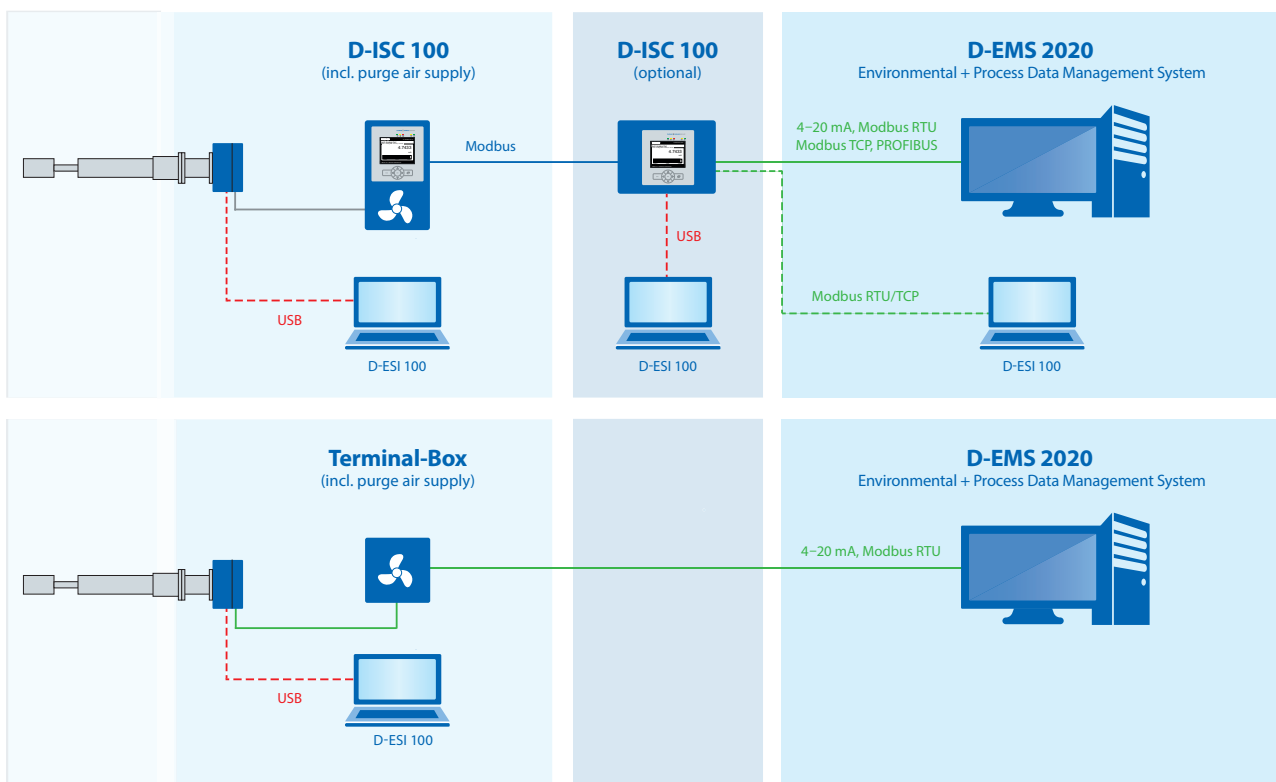 D-ISC 100
(incl. purge air supply)
D-ISC 100
(optional)
D-EMS 2020
Environmental + Process Data Management System
4–20 mA, Modbus RTU
Modbus TCP, PROFIBUS
Modbus
USB
USB
Modbus RTU/TCP
D-ESI 100
D-ESI 100
D-ESI 100
Terminal-Box
(incl. purge air supply)
D-EMS 2020
Environmental + Process Data Management System
4–20 mA, Modbus RTU
USB
D-ESI 100